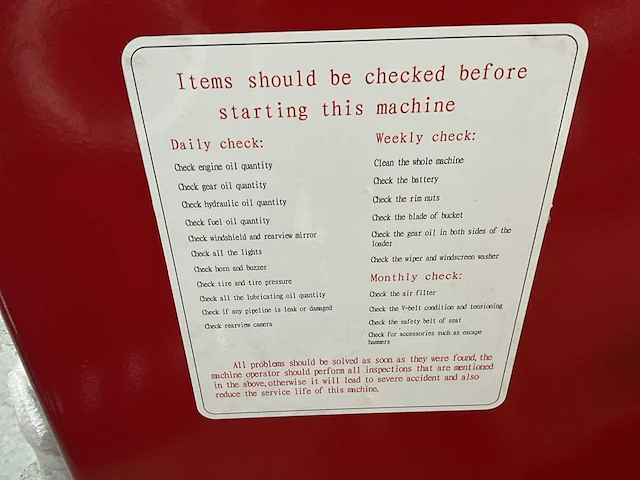 Items should be checked before
starting this machine
Daily check:
Check engine oil quantity
Check gear oil quantity
Check hydraulic oil quantity
Check fuel oil quantity
Check windshield and rearview mirror
Check all the lights
Check horn and buzzer
Check tire and tire pressure
Check all the lubricating oil quantity
Check if any pipeline is leak or damaged
Check rearview camera
Weekly check:
Clean the whole machine
Check the battery
Check the rim nuts
Check the blade of bucket
Check the gear oil in both sides of the
loader
Check the wiper and windscreen washer
Monthly check:
Check the air filter
Check the V-belt condition and tensioning
Check the safety belt of seat
Check for accessories such as escape
hammers
All problems should be solved as soon as they were found, the
machine operator should perform all inspections that are mentioned
in the above, otherwise it will lead to severe accident and also
reduce the service life of this machine.